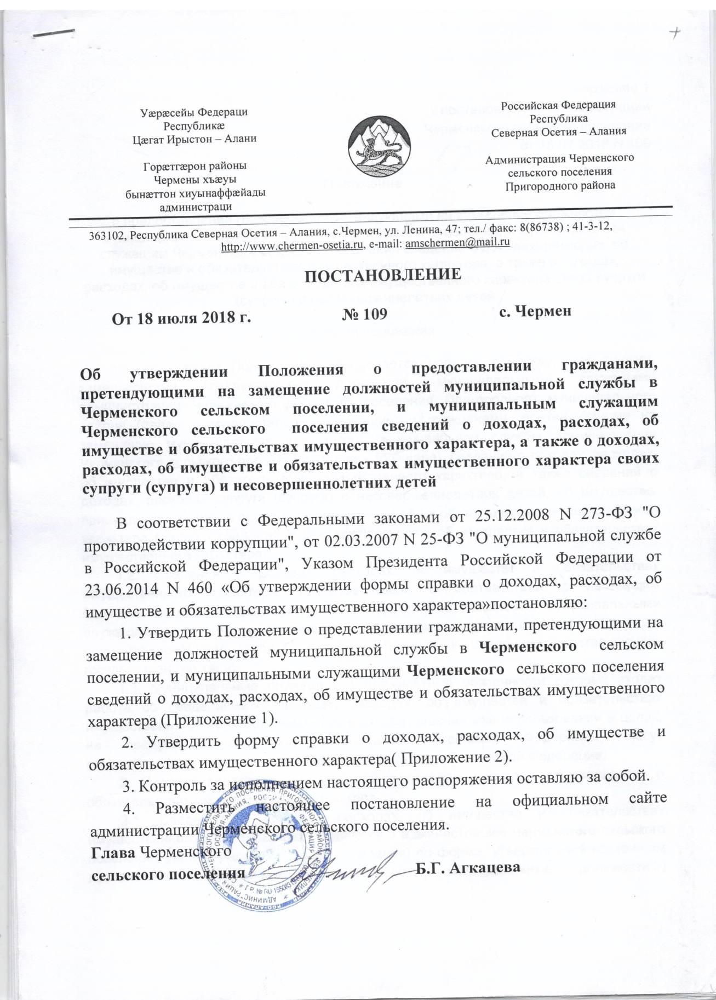 Уæрæсейы Федераци
Республикæ
Цæгат Ирыстон – Алани
Горæтгæрон районы
Чермены хъæуы
бынæттон хиуынаффæйады
администраци
Российская Федерация
Республика
Северная Осетия – Алания
Администрация Черменского
сельского поселения
Пригородного района
363102, Республика Северная Осетия – Алания, с.Чермен, ул. Ленина, 47; тел./ факс: 8(86738) ; 41-3-12,
http://www.chermen-osetia.ru, e-mail: amschermen@mail.ru
ПОСТАНОВЛЕНИЕ
От 18 июля 2018 г. № 109 с. Чермен
Об утверждении Положения о предоставлении гражданами,
претендующими на замещение должностей муниципальной службы в
Черменского сельском поселении, и муниципальным служащим
Черменского сельского поселения сведений о доходах, расходах, об
имуществе и обязательствах имущественного характера, а также о доходах,
расходах, об имуществе и обязательствах имущественного характера своих
супруги (супруга) и несовершеннолетних детей
В соответствии с Федеральными законами от 25.12.2008 N 273-ФЗ "О
противодействии коррупции", от 02.03.2007 N 25-ФЗ "О муниципальной службе
в Российской Федерации", Указом Президента Российской Федерации от
23.06.2014 N 460 «Об утверждении формы справки о доходах, расходах, об
имуществе и обязательствах имущественного характера»постановляю:
1. Утвердить Положение о представлении гражданами, претендующими на
замещение должностей муниципальной службы в Черменского сельском
поселении, и муниципальными служащими Черменского сельского поселения
сведений о доходах, расходах, об имуществе и обязательствах имущественного
характера (Приложение 1).
2. Утвердить форму справки о доходах, расходах, об имуществе и
обязательствах имущественного характера( Приложение 2).
3. Контроль за исполнением настоящего распоряжения оставляю за собой.
4. Разместить настоящее постановление на официальном сайте
администрации Черменского сельского поселения.
Глава Черменского
сельского поселения Б.Г. Агкацева